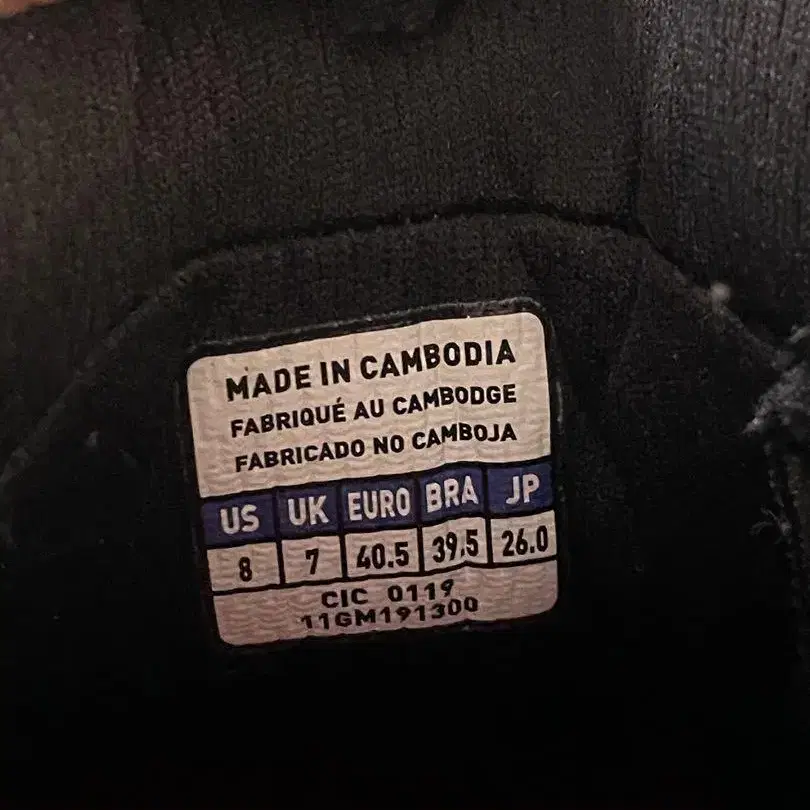 MADE IN CAMBODIA
FABRIQUÉ AU CAMBODGE
FABRICADO NO CAMBOJA
US UK EURO BRA JP
8 7 40.5 39.5 26.0
CIC 0119
11GM191300